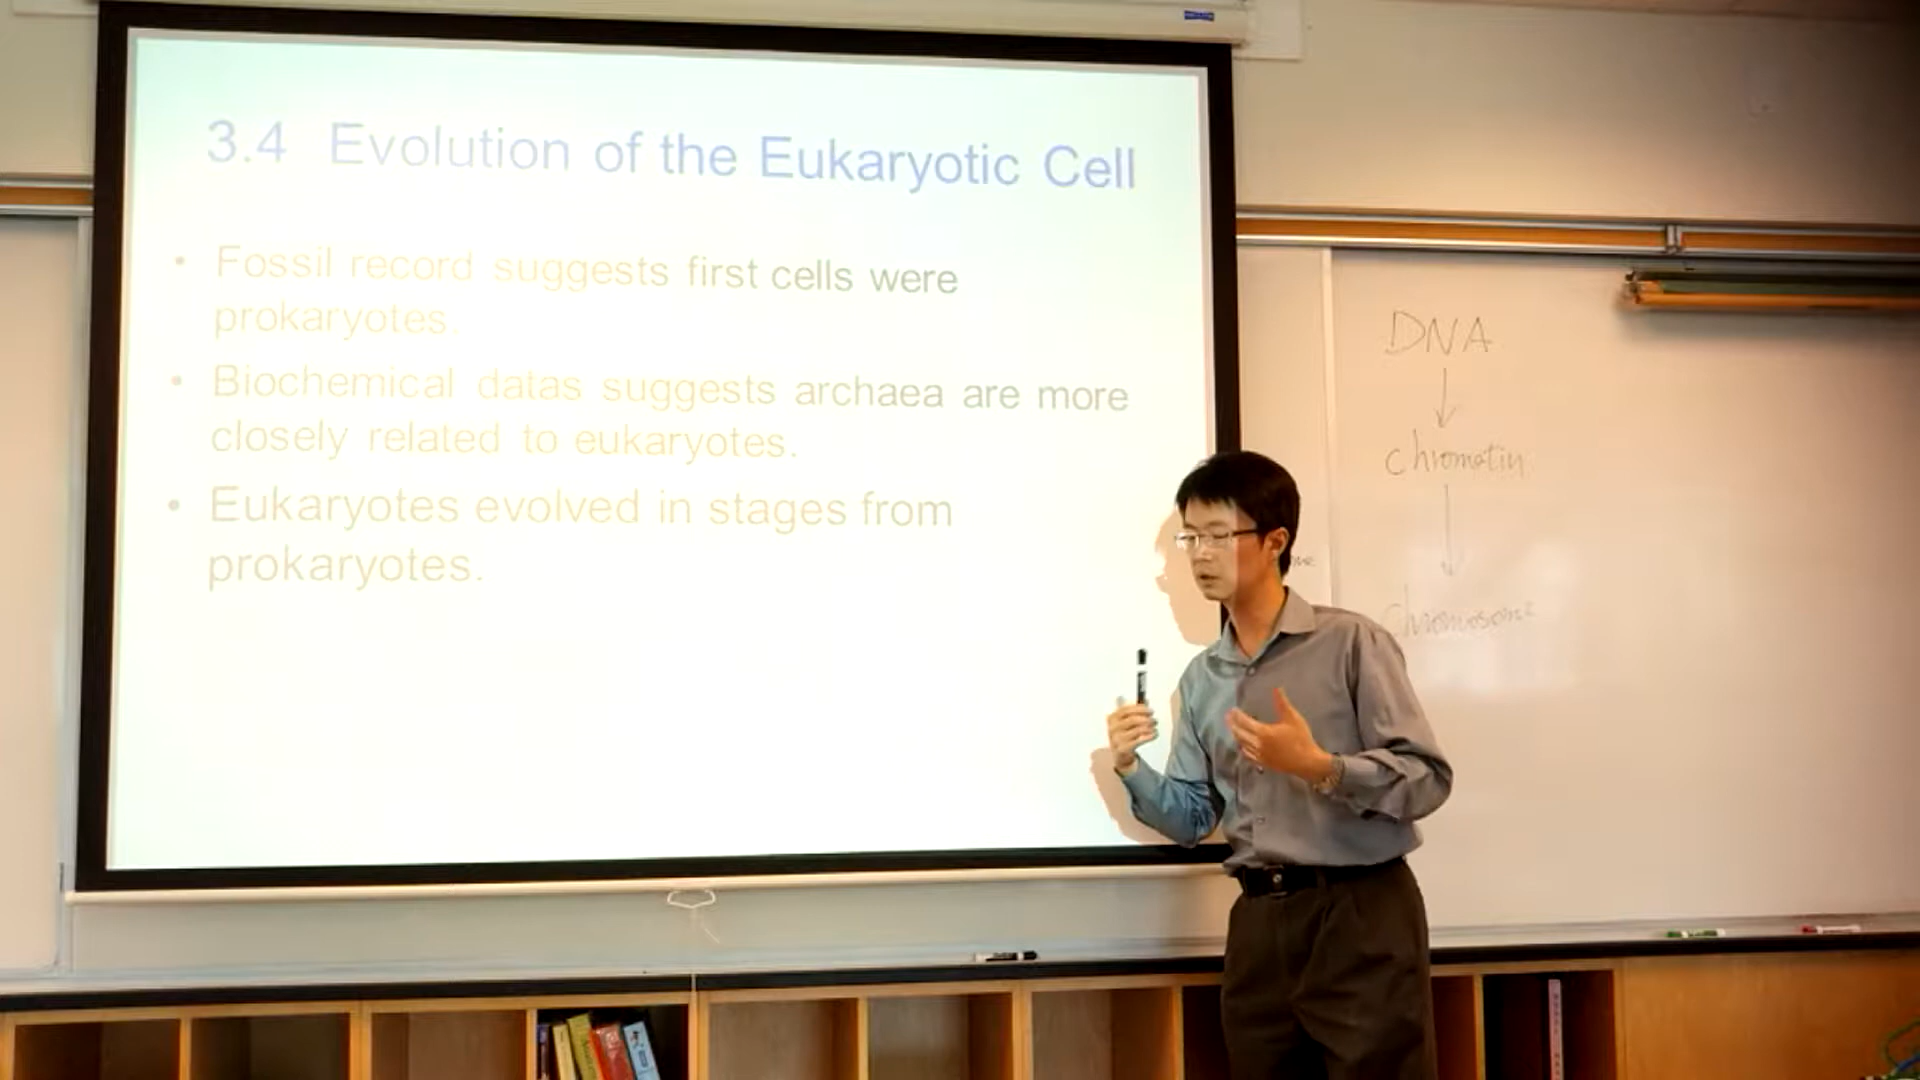 3.4 Evolution of the Eukaryotic Cell
• Fossil record suggests first cells were
prokaryotes.
• Biochemical datas suggests archaea are more
closely related to eukaryotes.
• Eukaryotes evolved in stages from
prokaryotes.
DNA
chromatin
chromosome